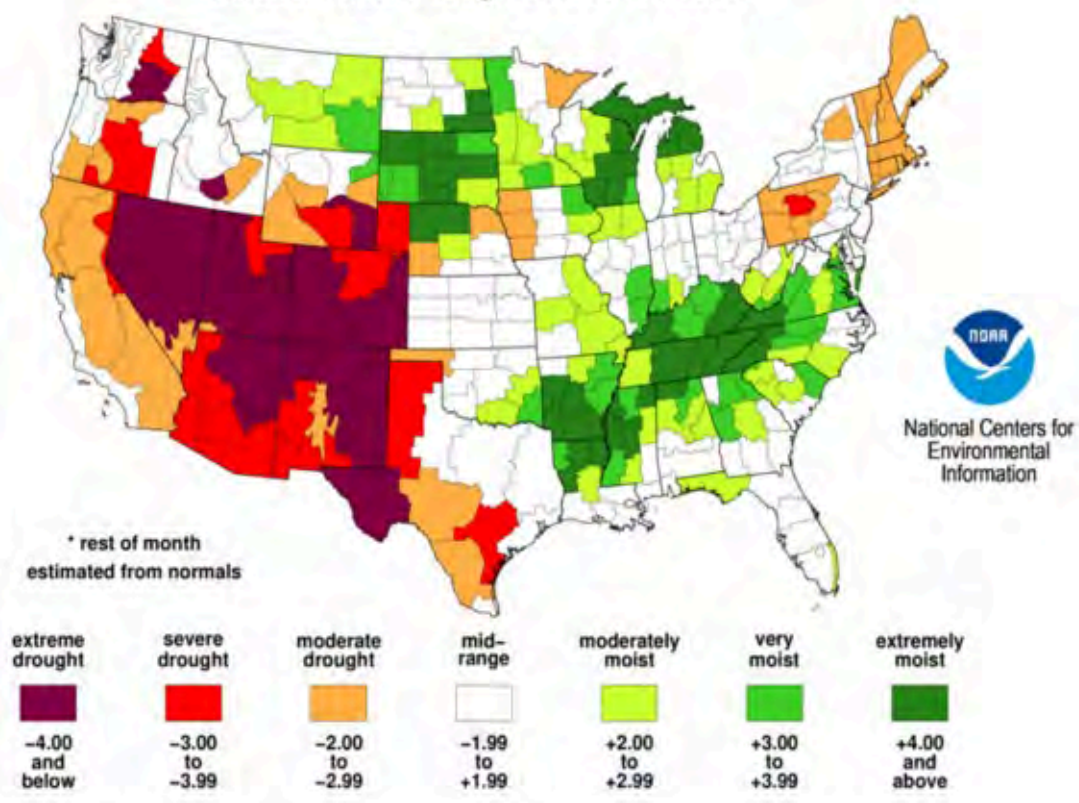 NOAA
National Centers for
Environmental
Information
* rest of month
estimated from normals
extreme
drought
severe
drought
moderate
drought
mid-
range
moderately
moist
very
moist
extremely
moist
-4.00
and
below
-3.00
to
-3.99
-2.00
to
-2.99
-1.99
to
+1.99
+2.00
to
+2.99
+3.00
to
+3.99
+4.00
and
above